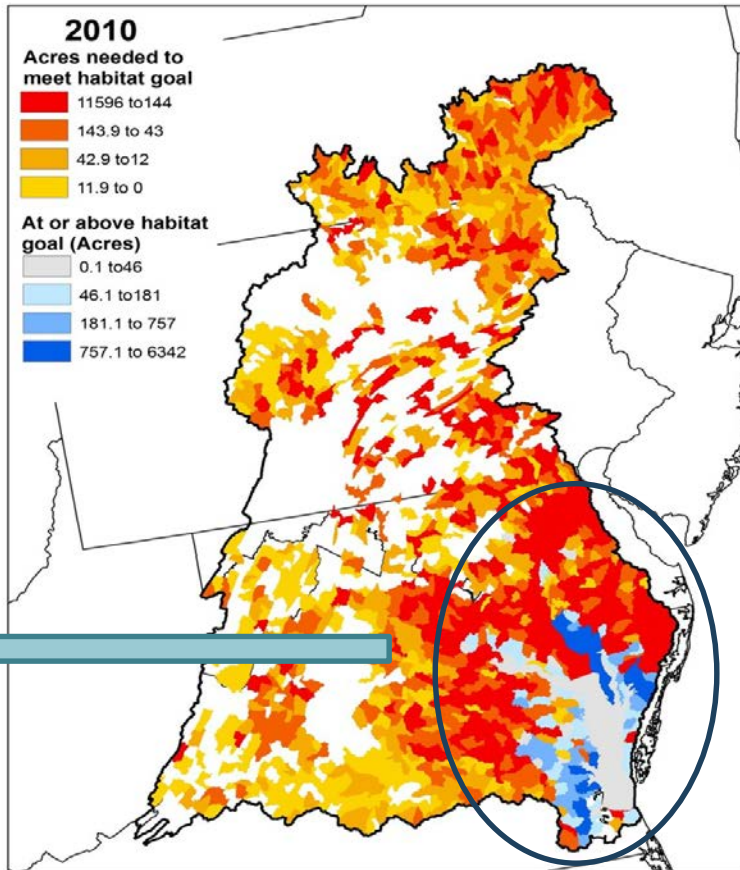 2010
Acres needed to
meet habitat goal
11596 to144
143.9 to 43
42.9 to12
11.9 to 0
At or above habitat
goal (Acres)
0.1 to46
46.1 to181
181.1 to 757
757.1 to 6342